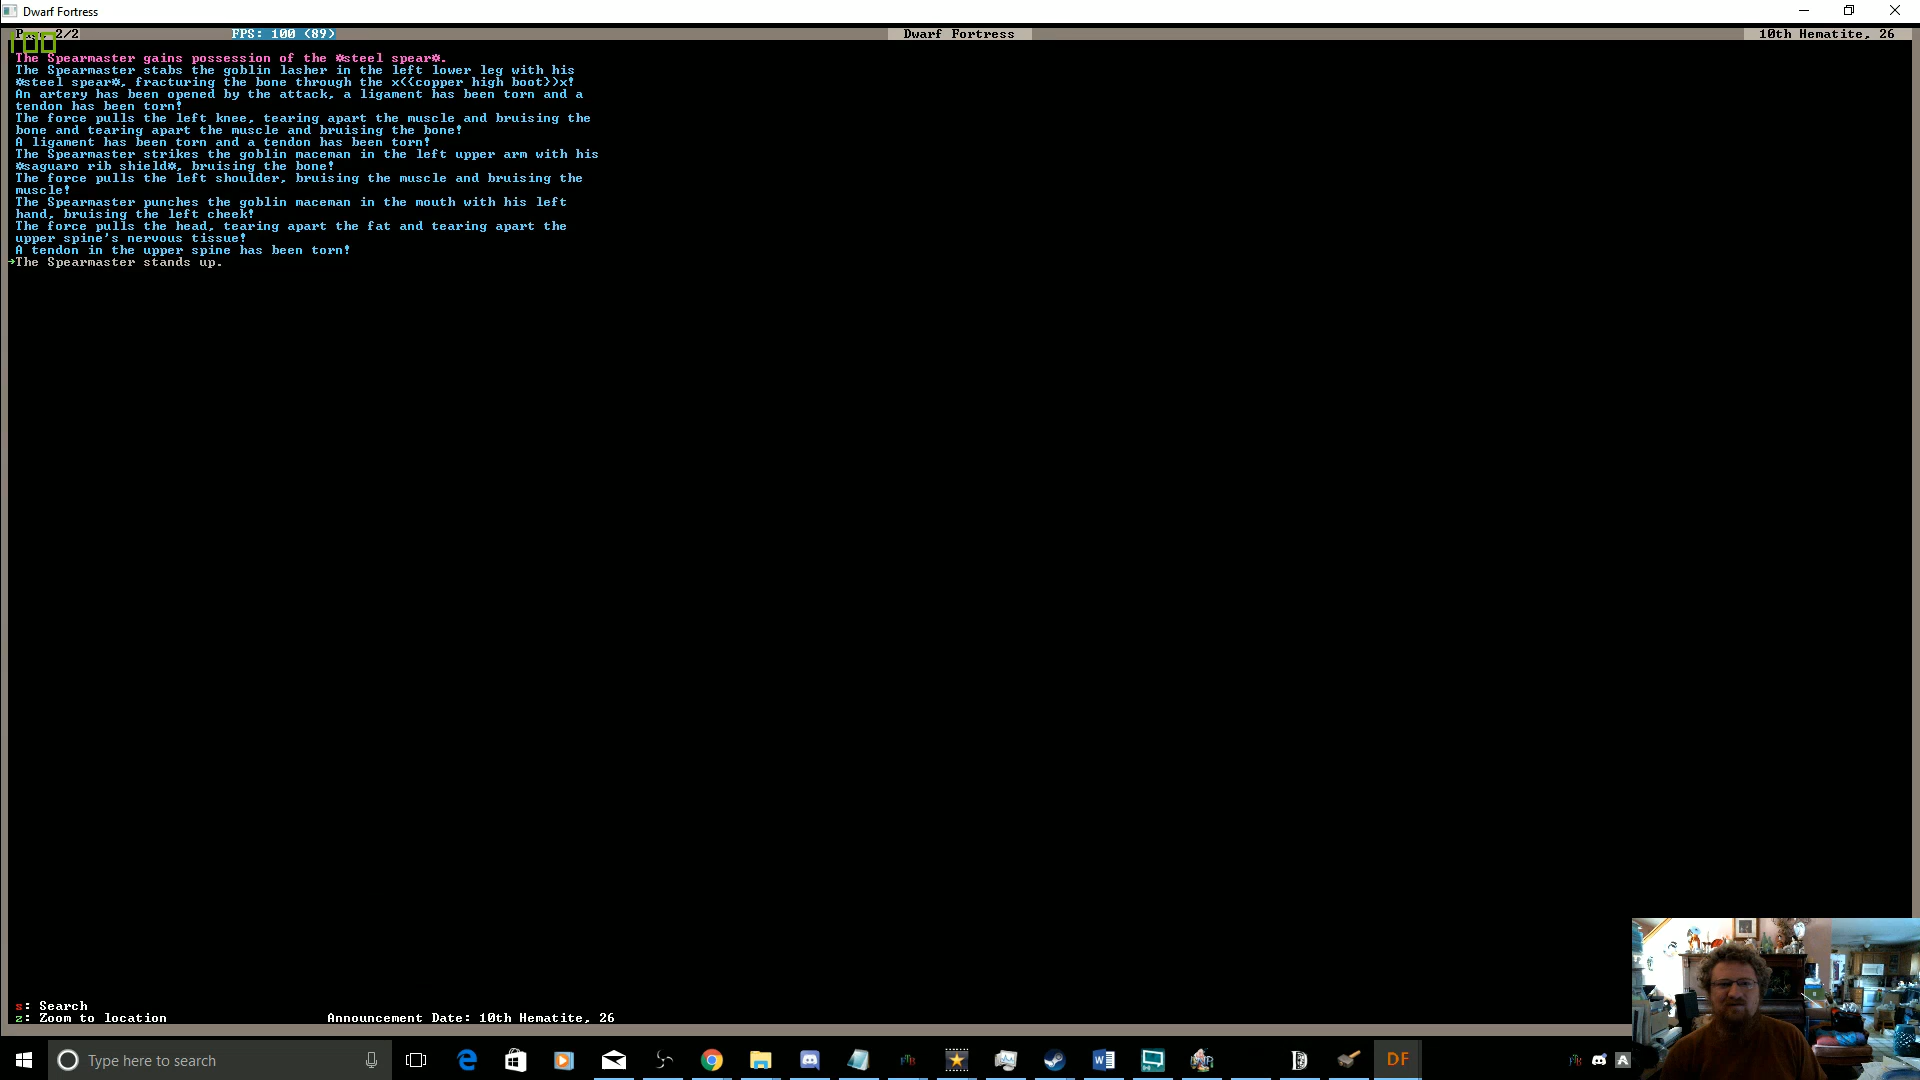 Dwarf Fortress
2/2 FPS: 100 (89) Dwarf Fortress 10th Hematite, 26
100
The Spearmaster gains possession of the ☼steel spear☼.
The Spearmaster stabs the goblin lasher in the left lower leg with his
☼steel spear☼, fracturing the bone through the x((copper high boot))x!
An artery has been opened by the attack, a ligament has been torn and a
tendon has been torn!
The force pulls the left knee, tearing apart the muscle and bruising the
bone and tearing apart the muscle and bruising the bone!
A ligament has been torn and a tendon has been torn!
The Spearmaster strikes the goblin maceman in the left upper arm with his
☼saguaro rib shield☼, bruising the bone!
The force pulls the left shoulder, bruising the muscle and bruising the
muscle!
The Spearmaster punches the goblin maceman in the mouth with his left
hand, bruising the left cheek!
The force pulls the head, tearing apart the fat and tearing apart the
upper spine's nervous tissue!
A tendon in the upper spine has been torn!
→The Spearmaster stands up.
s: Search
z: Zoom to location Announcement Date: 10th Hematite, 26
Type here to search DF A